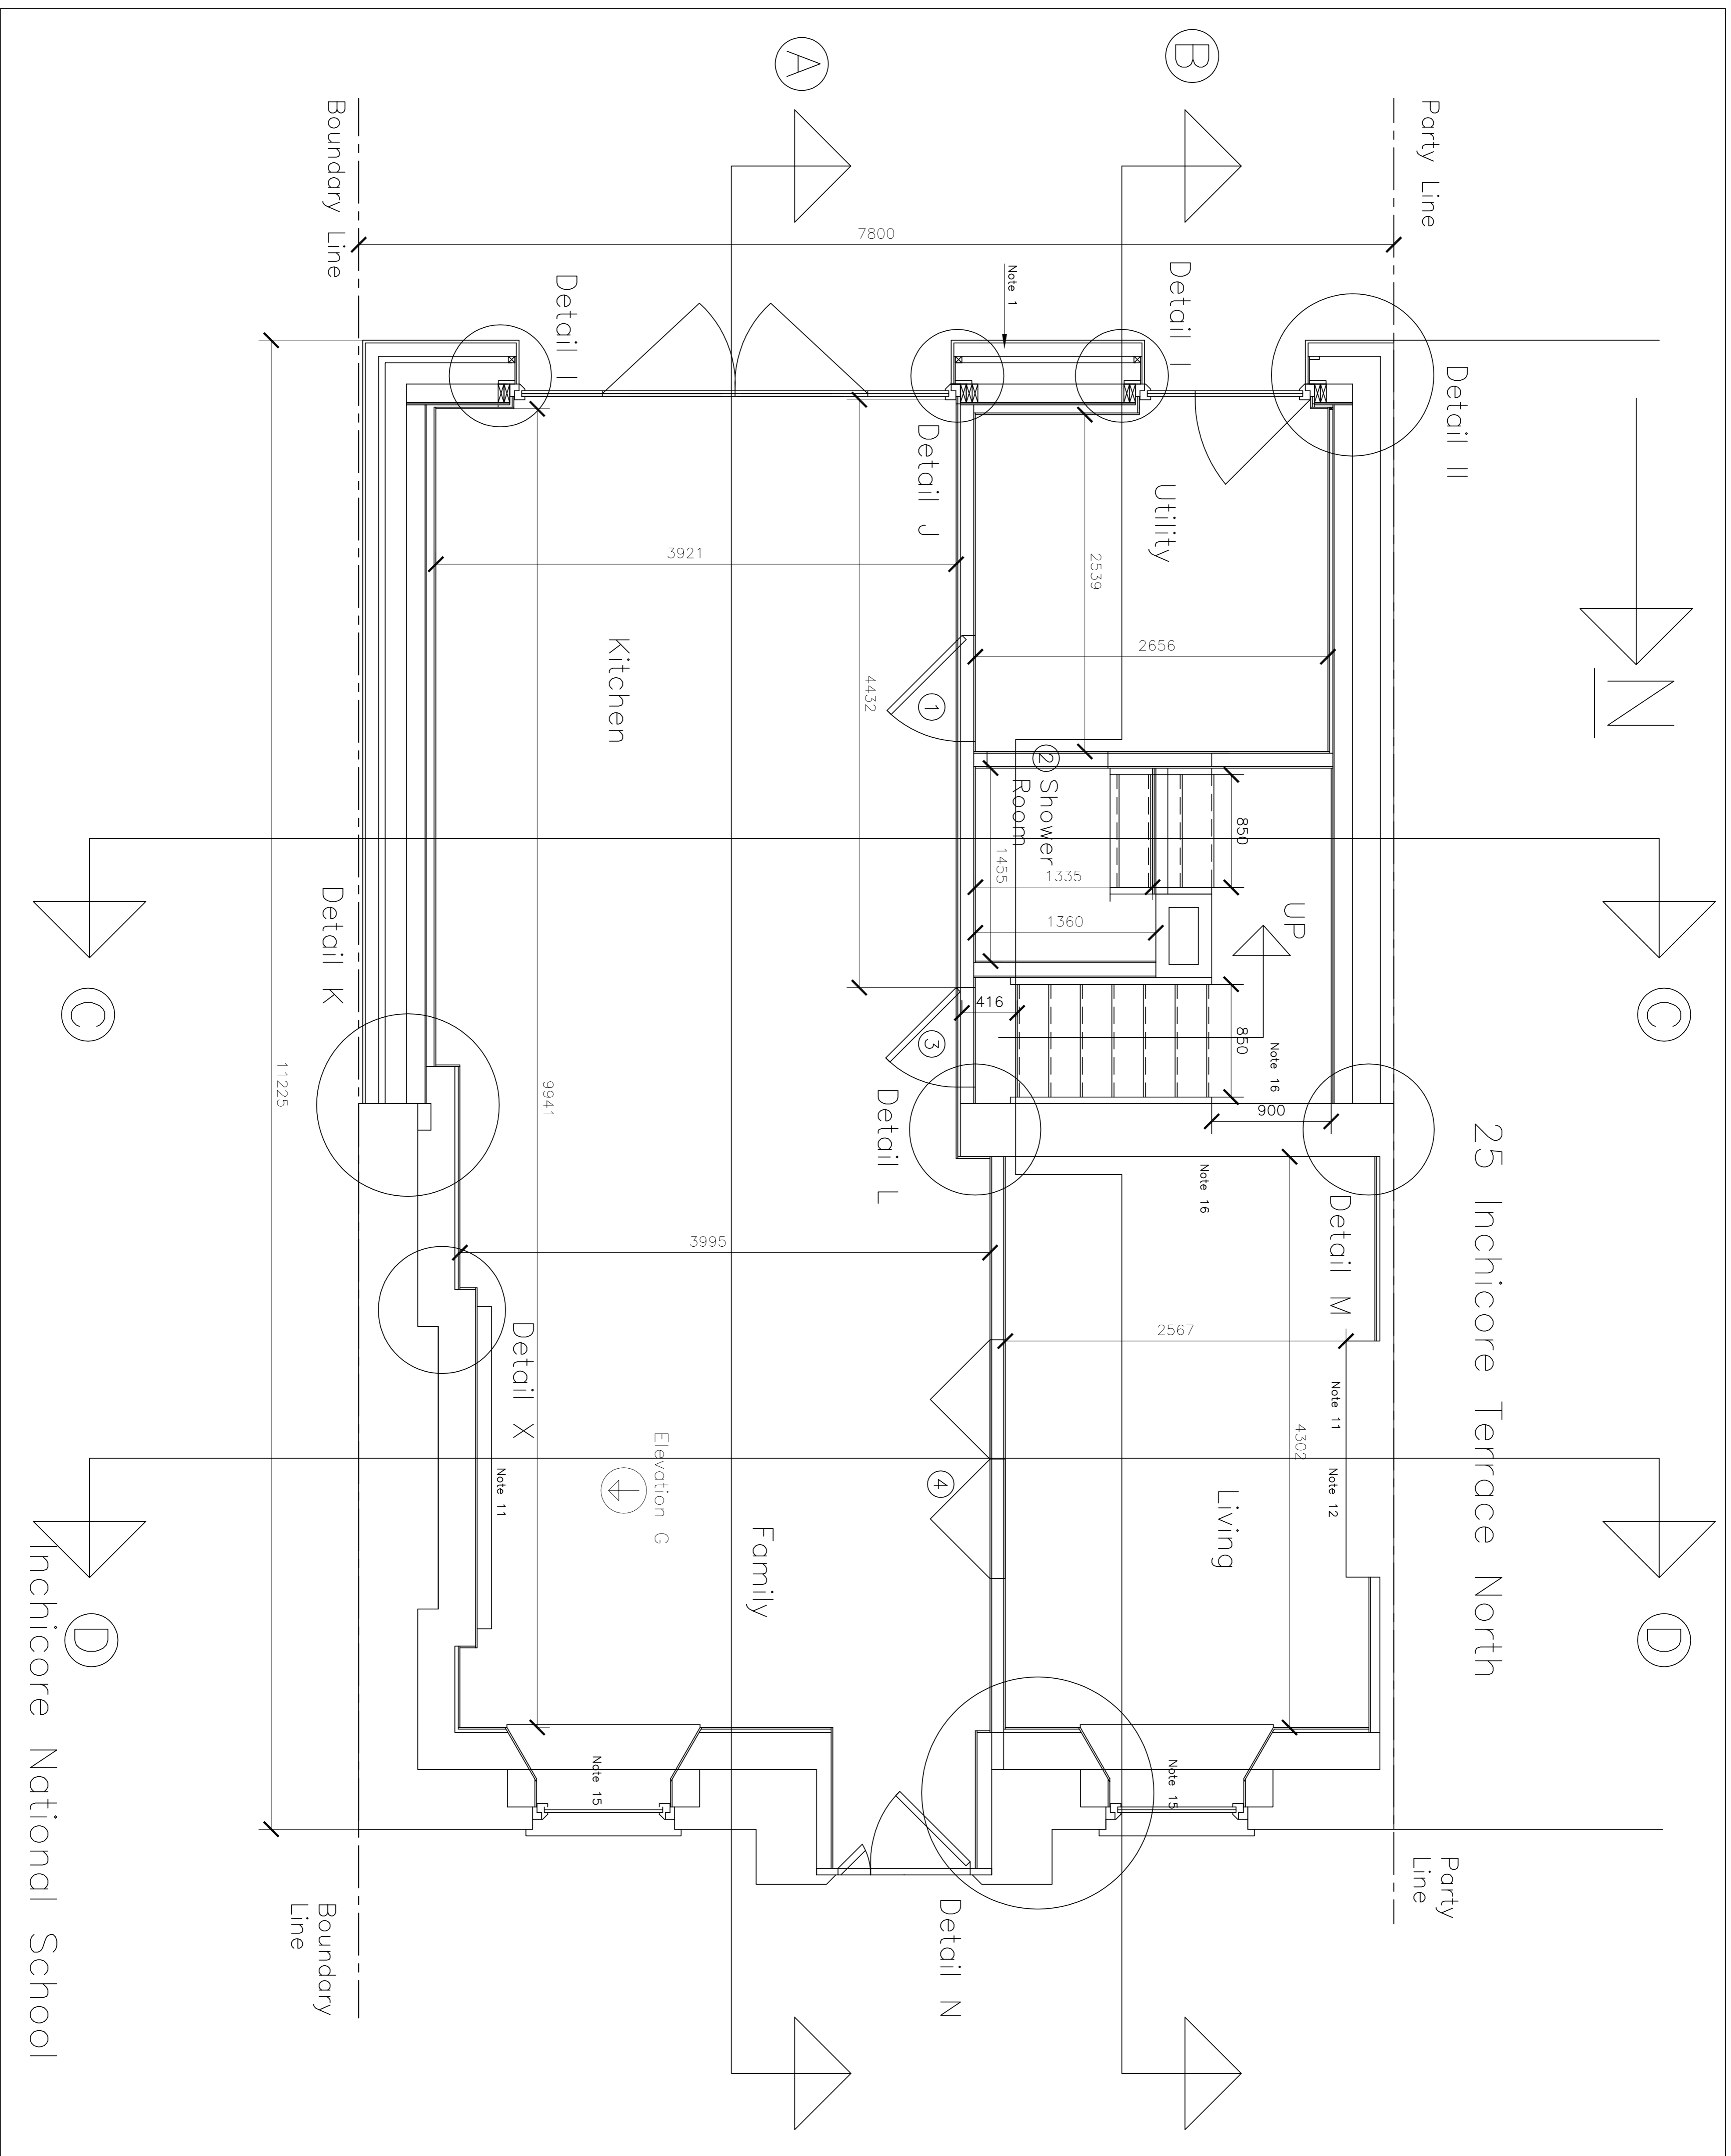 25 Inchicore Terrace North
N
Party Line
Party
Line
B
B
A
Detail II
Detail I
Note 1
Detail I
Boundary Line
7800
Utility
2539
2656
Detail J
Kitchen
3921
4432
1
2
Shower
Room
1455
1335
1360
850
UP
850
416
3
Note 16
900
C
C
Detail K
Detail L
Detail M
Note 16
11225
9941
3995
2567
4302
Detail X
Note 11
Note 11
Note 12
Living
4
Elevation G
Family
D
D
Note 15
Note 15
Detail N
Boundary
Line
Inchicore National School